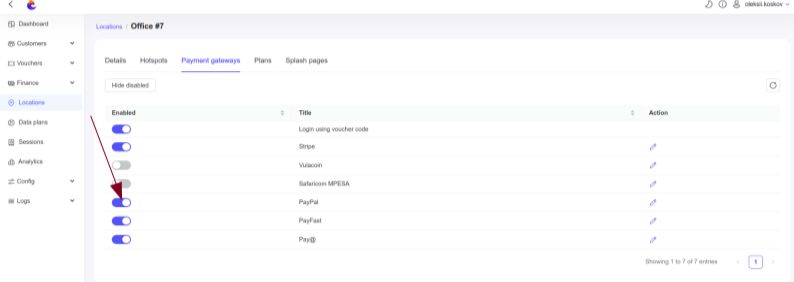 oleksii.koskov
Dashboard
Customers
Vouchers
Finance
Locations
Data plans
Sessions
Analytics
Config
Logs
Locations / Office #7
Details Hotspots Payment gateways Plans Splash pages
Hide disabled
Enabled Title Action
Login using voucher code
Stripe
Vulacoin
Safaricom MPESA
PayPal
PayFast
Pay@
Showing 1 to 7 of 7 entries
1